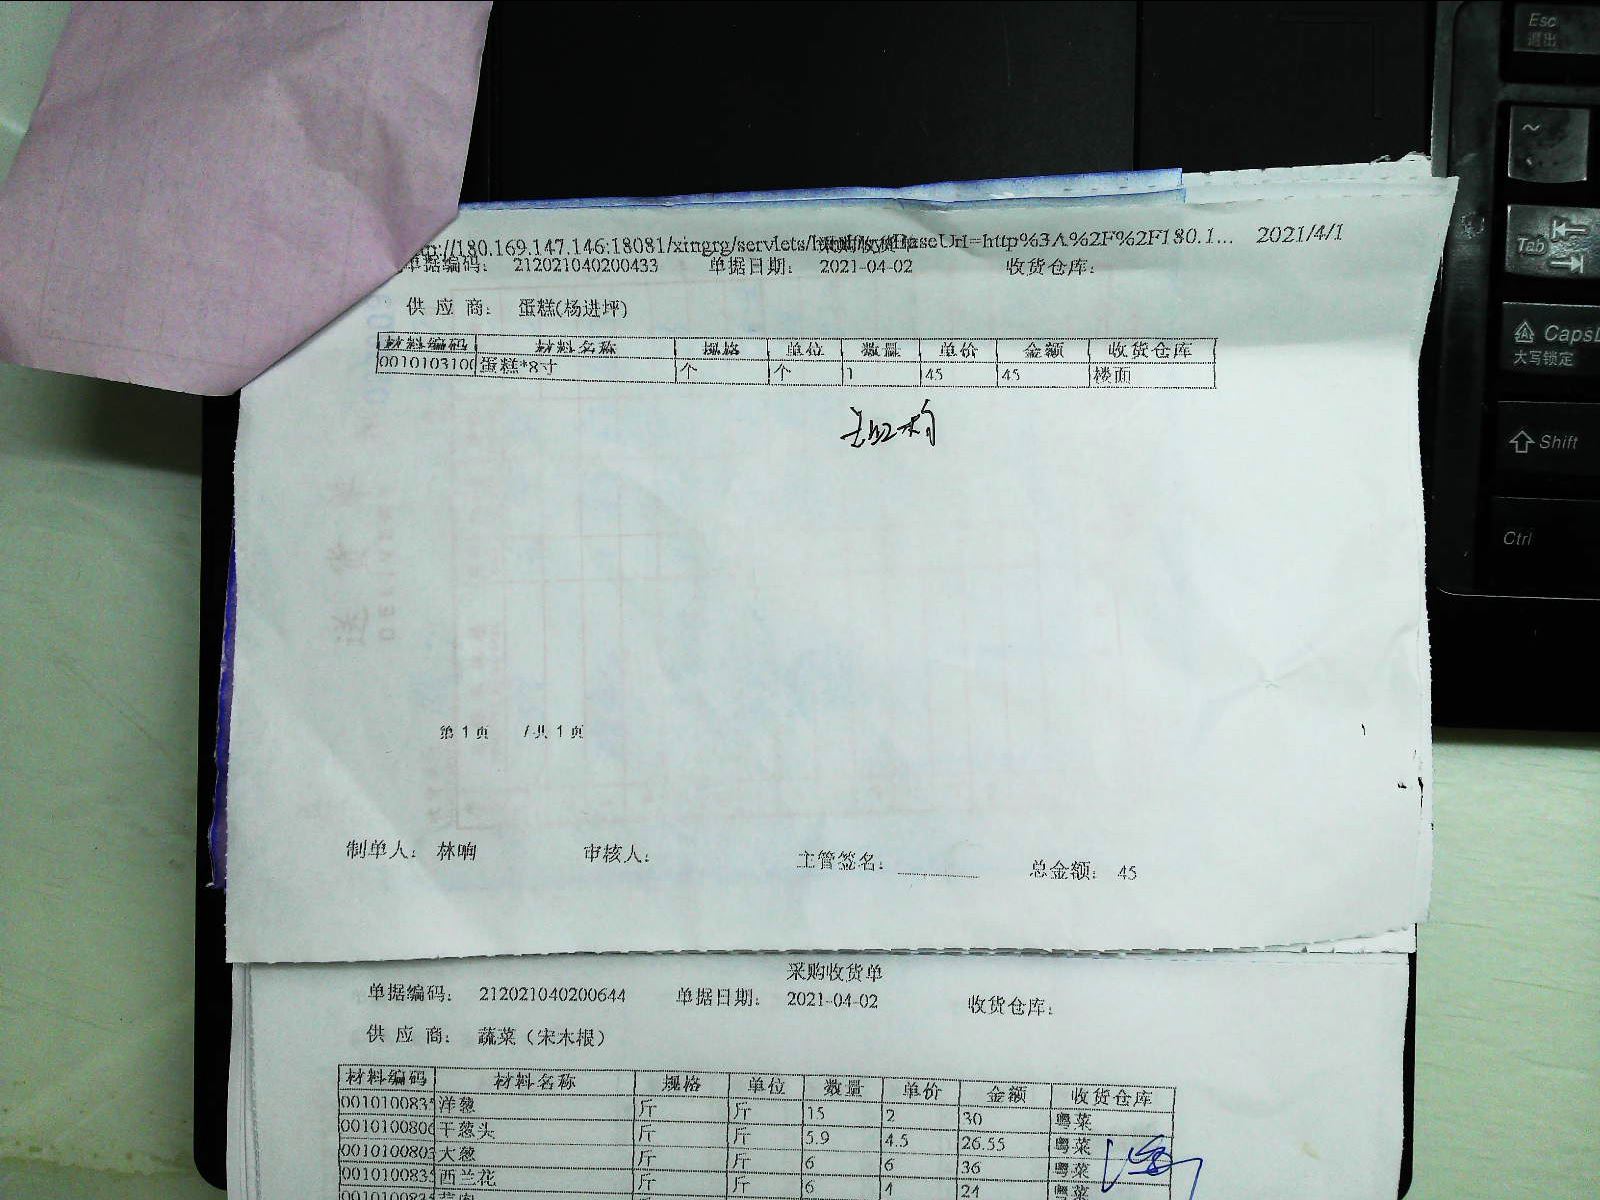 tp://180.169.147.146:18081/xingrg/servlets/ 2021/4/1
单据编码： 212021040200433 单据日期： 2021-04-02 收货仓库：
供 应 商： 蛋糕(杨进坪)
材料编码 材料名称 规格 单位 数量 单价 金额 收货仓库
0010103100 蛋糕*8寸 个 个 1 45 45 楼面
第 1 页 / 共 1 页
制单人： 林响 审核人： 主管签名： 总金额： 45
采购收货单
单据编码： 212021040200644 单据日期： 2021-04-02 收货仓库：
供 应 商： 蔬菜（宋木根）
材料编码 材料名称 规格 单位 数量 单价 金额 收货仓库
001010083 洋葱 斤 斤 15 2 30 粤菜
001010080 干葱头 斤 斤 5.9 4.5 26.55 粤菜
001010080 大葱 斤 斤 6 6 36 粤菜
001010083 西兰花 斤 斤 6 4 24 粤菜
Esc
退出
~
Tab
CapsL
大写锁定
Shift
Ctrl